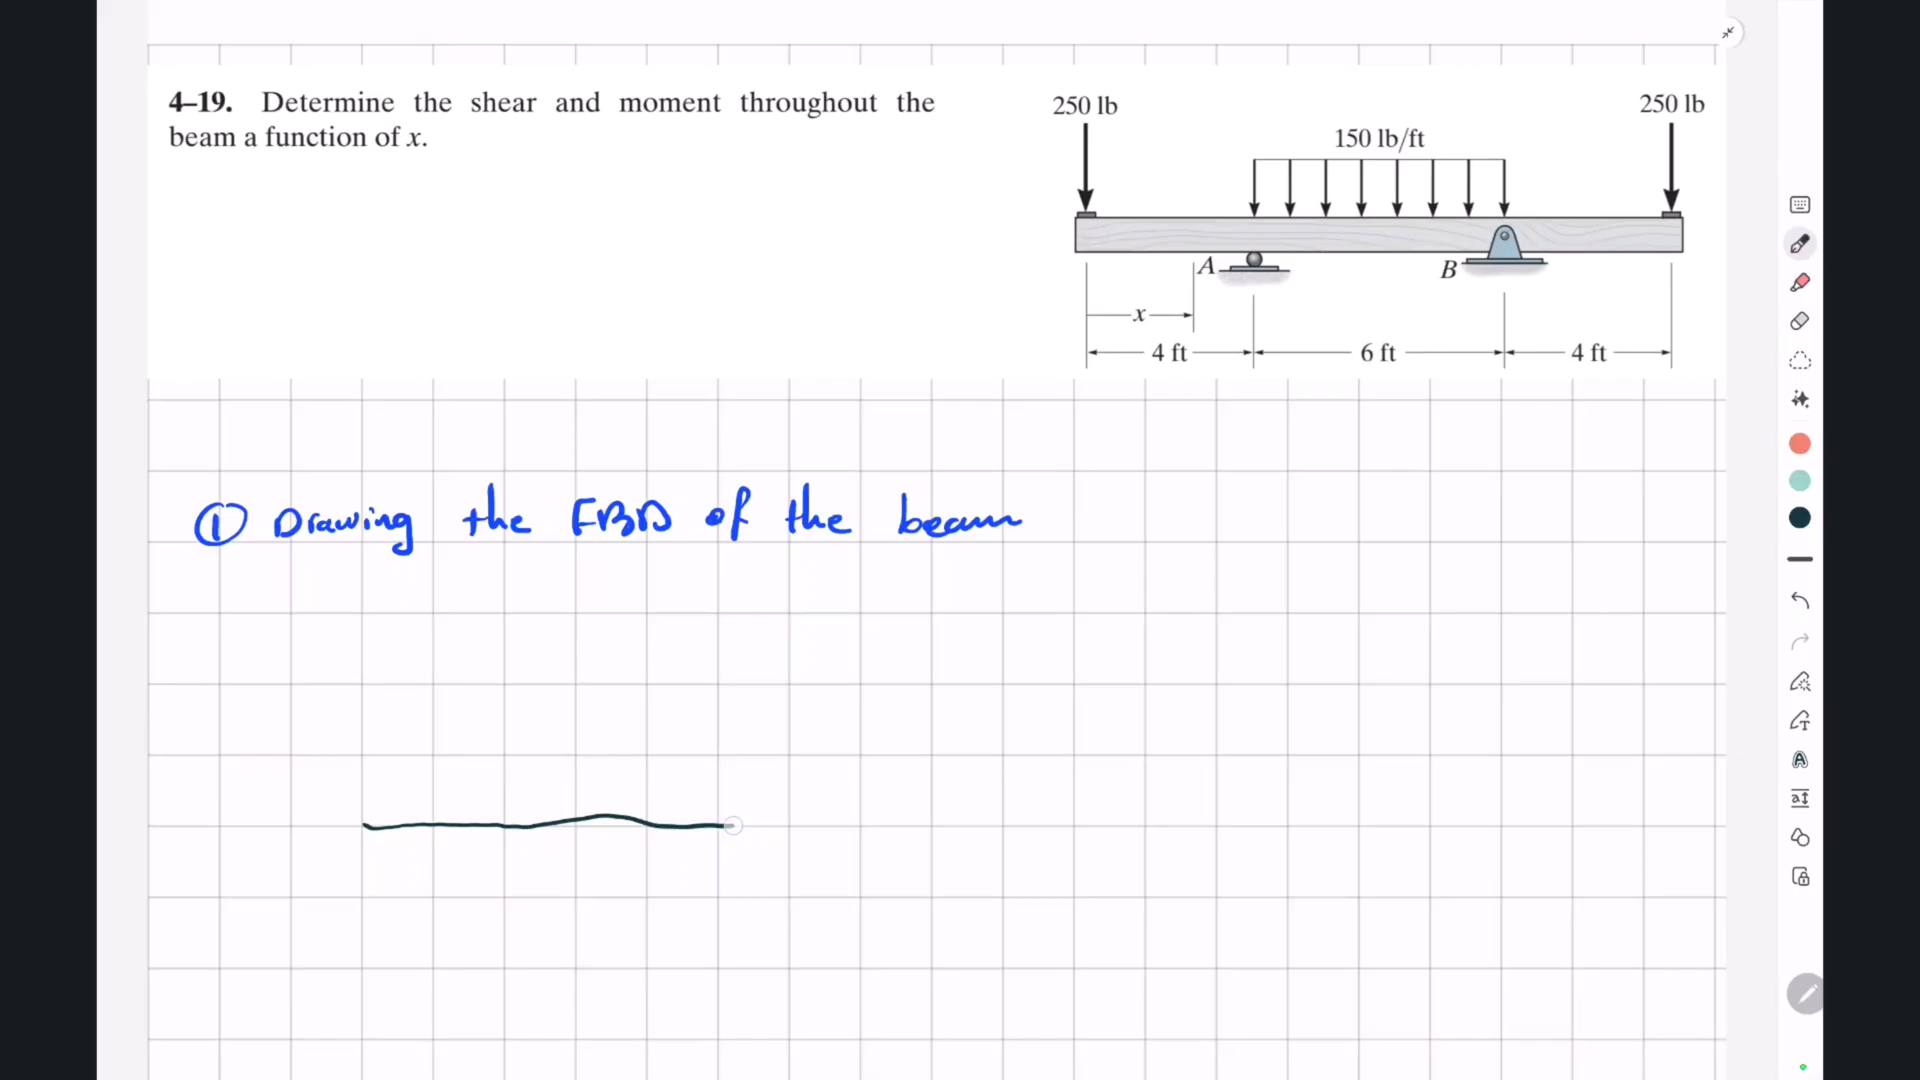 4–19. Determine the shear and moment throughout the
beam a function of x.
250 lb
250 lb
150 lb/ft
A
B
x
4 ft
6 ft
4 ft
① Drawing the FBD of the beam